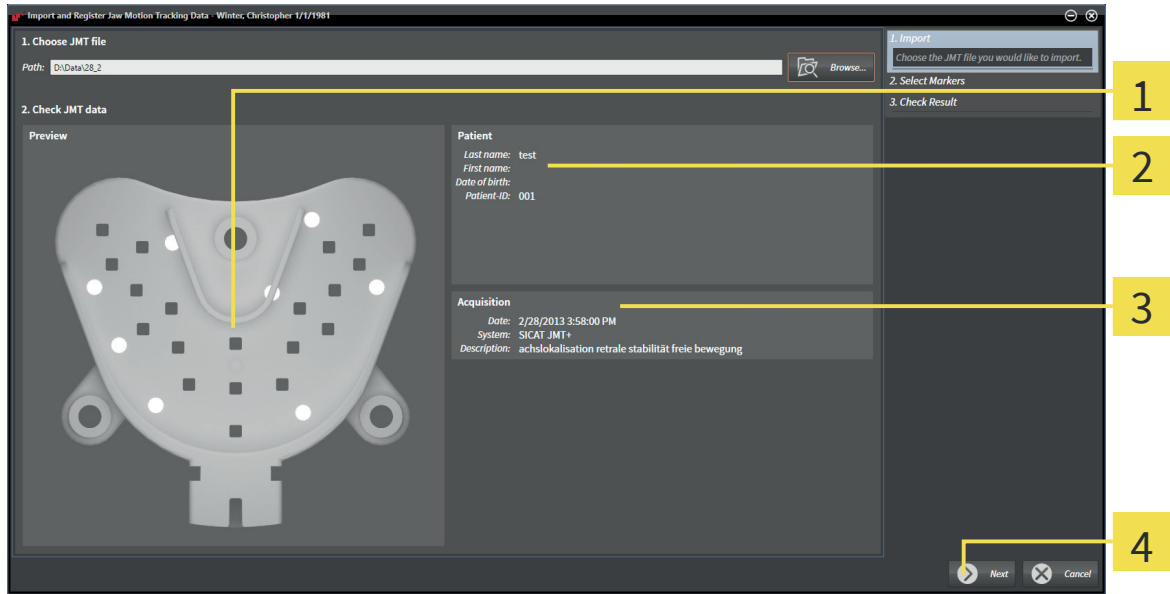 Import and Register Jaw Motion Tracking Data - Winter, Christopher 1/1/1981
1. Choose JMT file
Path: D:\Data\28_2
Browse...
2. Check JMT data
Preview
Patient
Last name: test
First name:
Date of birth:
Patient-ID: 001
Acquisition
Date: 2/28/2013 3:58:00 PM
System: SICAT JMT+
Description: achslokalisation retrale stabilität freie bewegung
1. Import
Choose the JMT file you would like to import.
2. Select Markers
3. Check Result
Next
Cancel
1
2
3
4